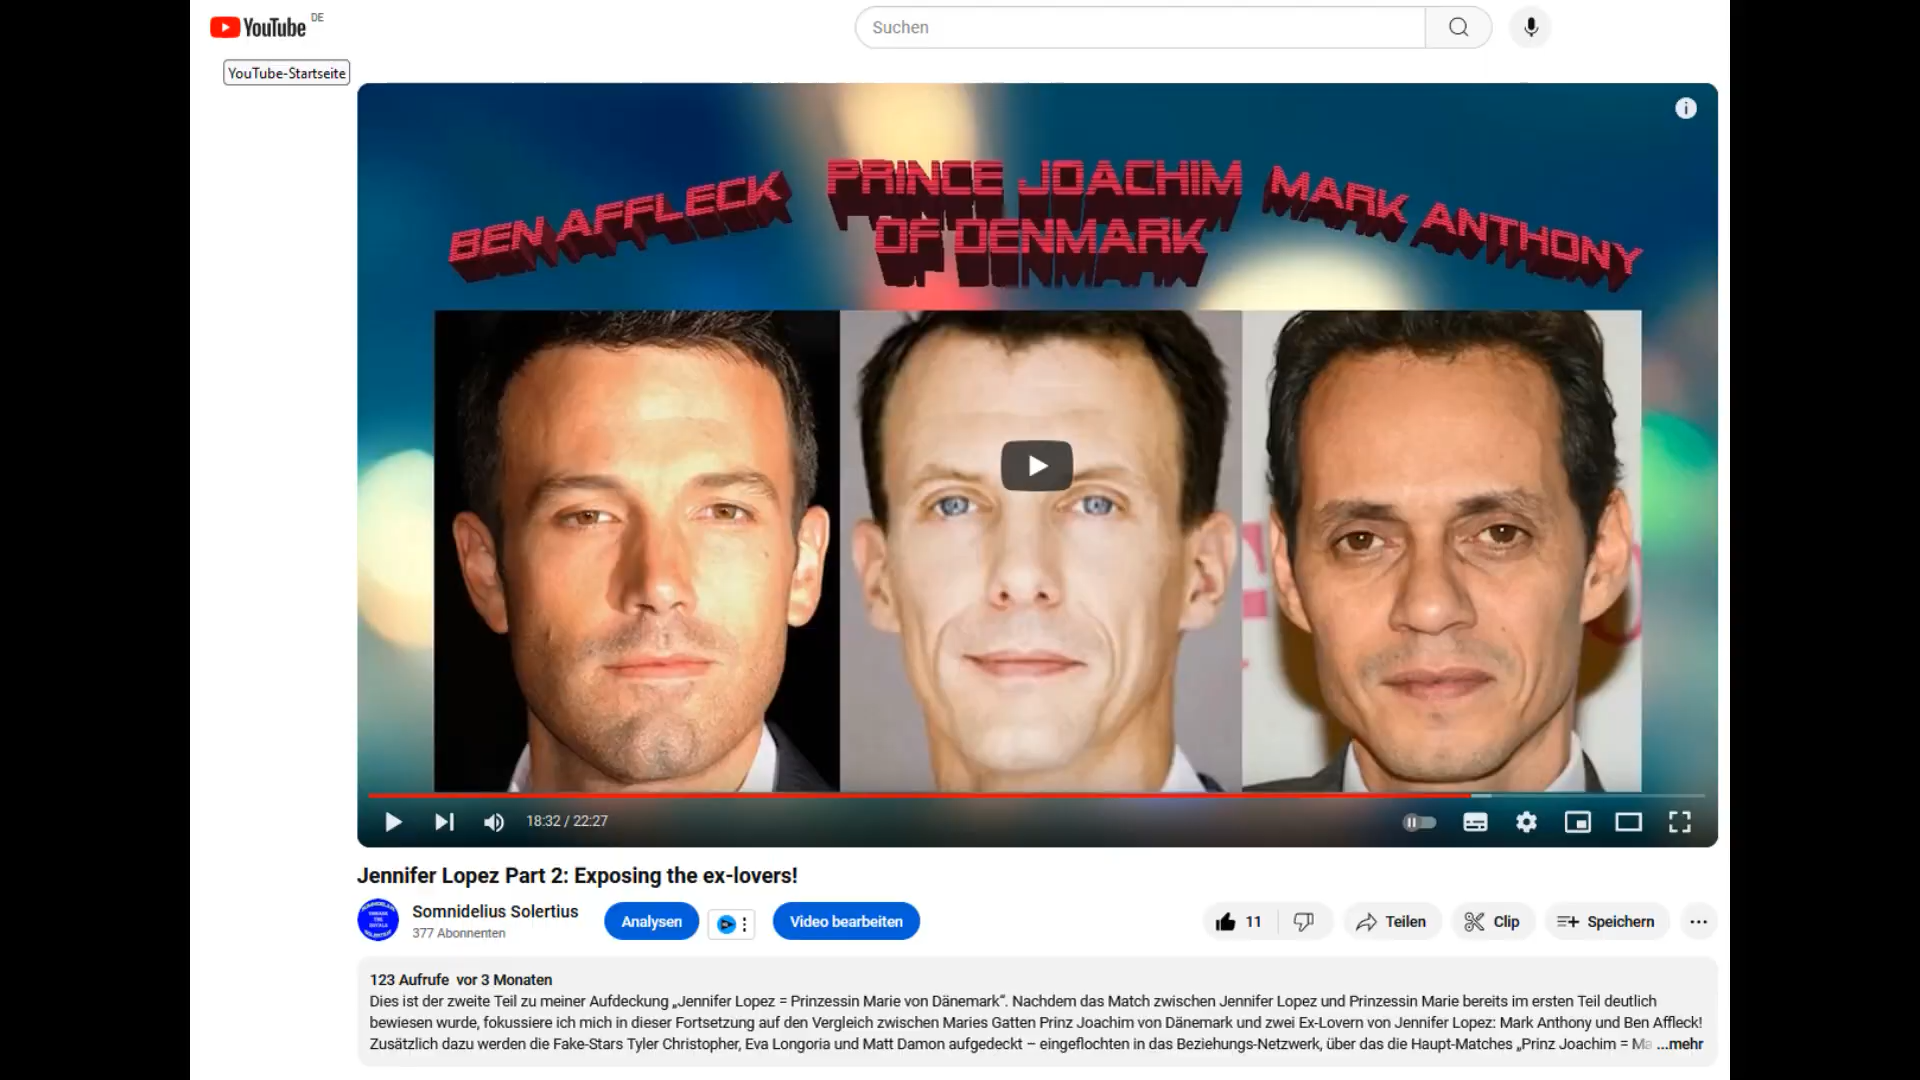 YouTube DE
Suchen
YouTube-Startseite
BEN AFFLECK
PRINCE JOACHIM
OF DENMARK
MARK ANTHONY
18:32 / 22:27
Jennifer Lopez Part 2: Exposing the ex-lovers!
Somnidelius Solertius
377 Abonnenten
Analysen
Video bearbeiten
11
Teilen
Clip
Speichern
123 Aufrufe vor 3 Monaten
Dies ist der zweite Teil zu meiner Aufdeckung „Jennifer Lopez = Prinzessin Marie von Dänemark“. Nachdem das Match zwischen Jennifer Lopez und Prinzessin Marie bereits im ersten Teil deutlich
bewiesen wurde, fokussiere ich mich in dieser Fortsetzung auf den Vergleich zwischen Maries Gatten Prinz Joachim von Dänemark und zwei Ex-Lovern von Jennifer Lopez: Mark Anthony und Ben Affleck!
Zusätzlich dazu werden die Fake-Stars Tyler Christopher, Eva Longoria und Matt Damon aufgedeckt – eingeflochten in das Beziehungs-Netzwerk, über das die Haupt-Matches „Prinz Joachim = Ma ...mehr